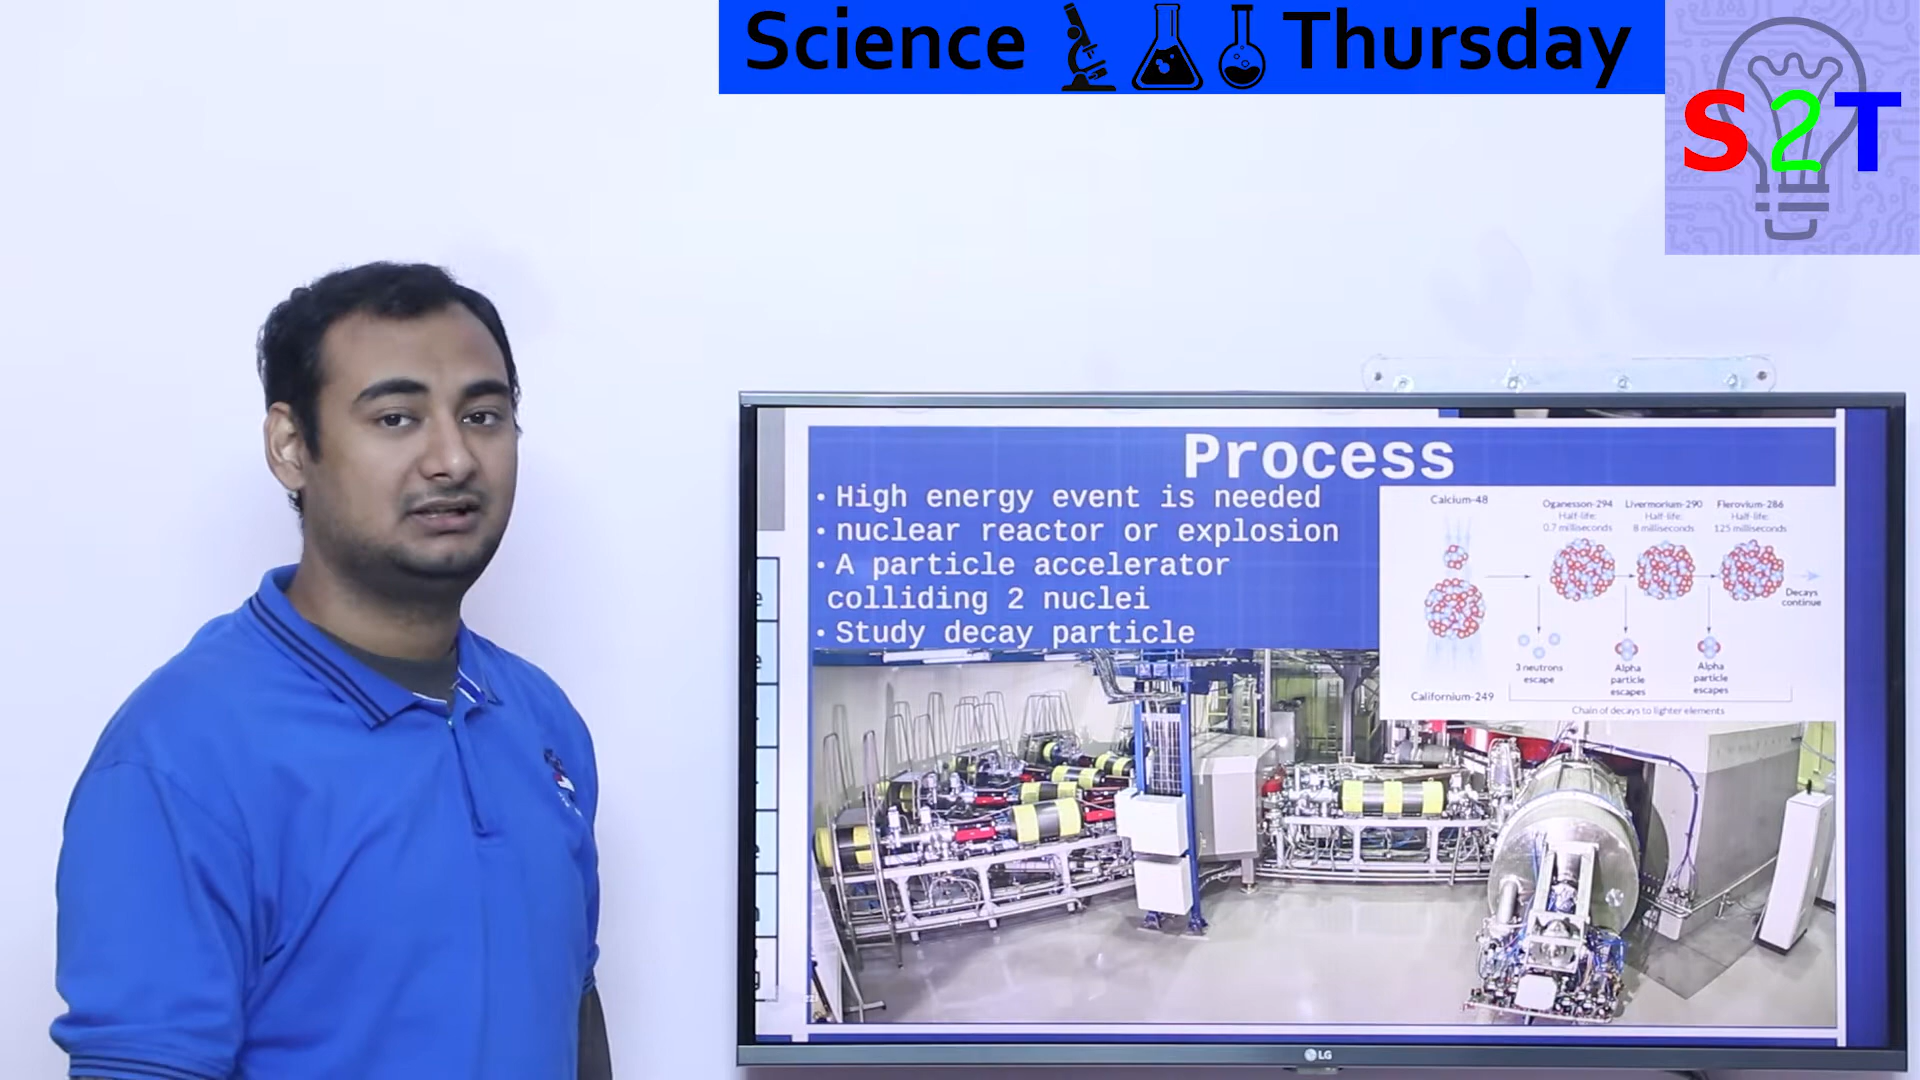 Science Thursday
S2T
Process
• High energy event is needed
• nuclear reactor or explosion
• A particle accelerator
colliding 2 nuclei
• Study decay particle
Calcium-48
Oganesson-294
Half-life:
0.7 milliseconds
Livermorium-290
Half-life:
8 milliseconds
Flerovium-286
Half-life:
125 milliseconds
Decays
continue
3 neutrons
escape
Alpha
particle
escapes
Alpha
particle
escapes
Californium-249
Chain of decays to lighter elements
LG